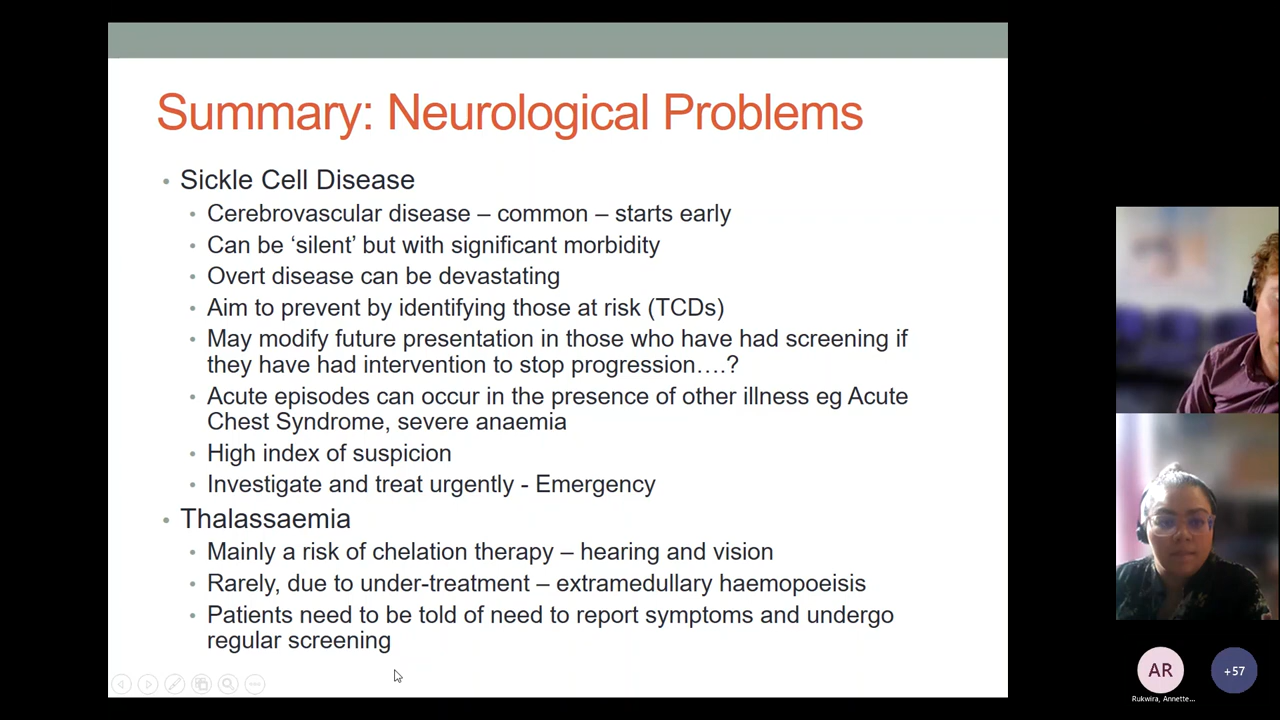 Summary: Neurological Problems
• Sickle Cell Disease
• Cerebrovascular disease – common – starts early
• Can be ‘silent’ but with significant morbidity
• Overt disease can be devastating
• Aim to prevent by identifying those at risk (TCDs)
• May modify future presentation in those who have had screening if
they have had intervention to stop progression….?
• Acute episodes can occur in the presence of other illness eg Acute
Chest Syndrome, severe anaemia
• High index of suspicion
• Investigate and treat urgently - Emergency
• Thalassaemia
• Mainly a risk of chelation therapy – hearing and vision
• Rarely, due to under-treatment – extramedullary haemopoeisis
• Patients need to be told of need to report symptoms and undergo
regular screening
AR
+57
Rukwira, Annette...